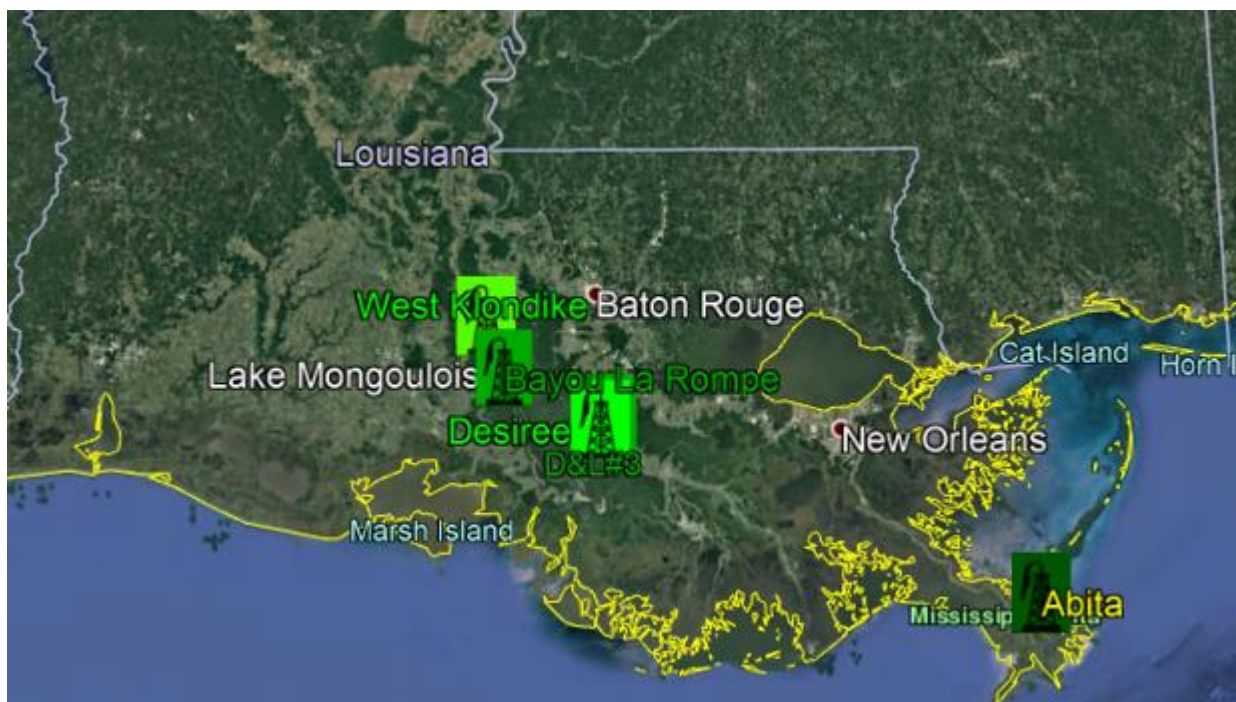 Louisiana
West Klondike
Baton Rouge
Cat Island
Horn I
Lake Mongoulois
Bayou La Rompe
Desiree
New Orleans
D&L#3
Marsh Island
Abita
Mississip